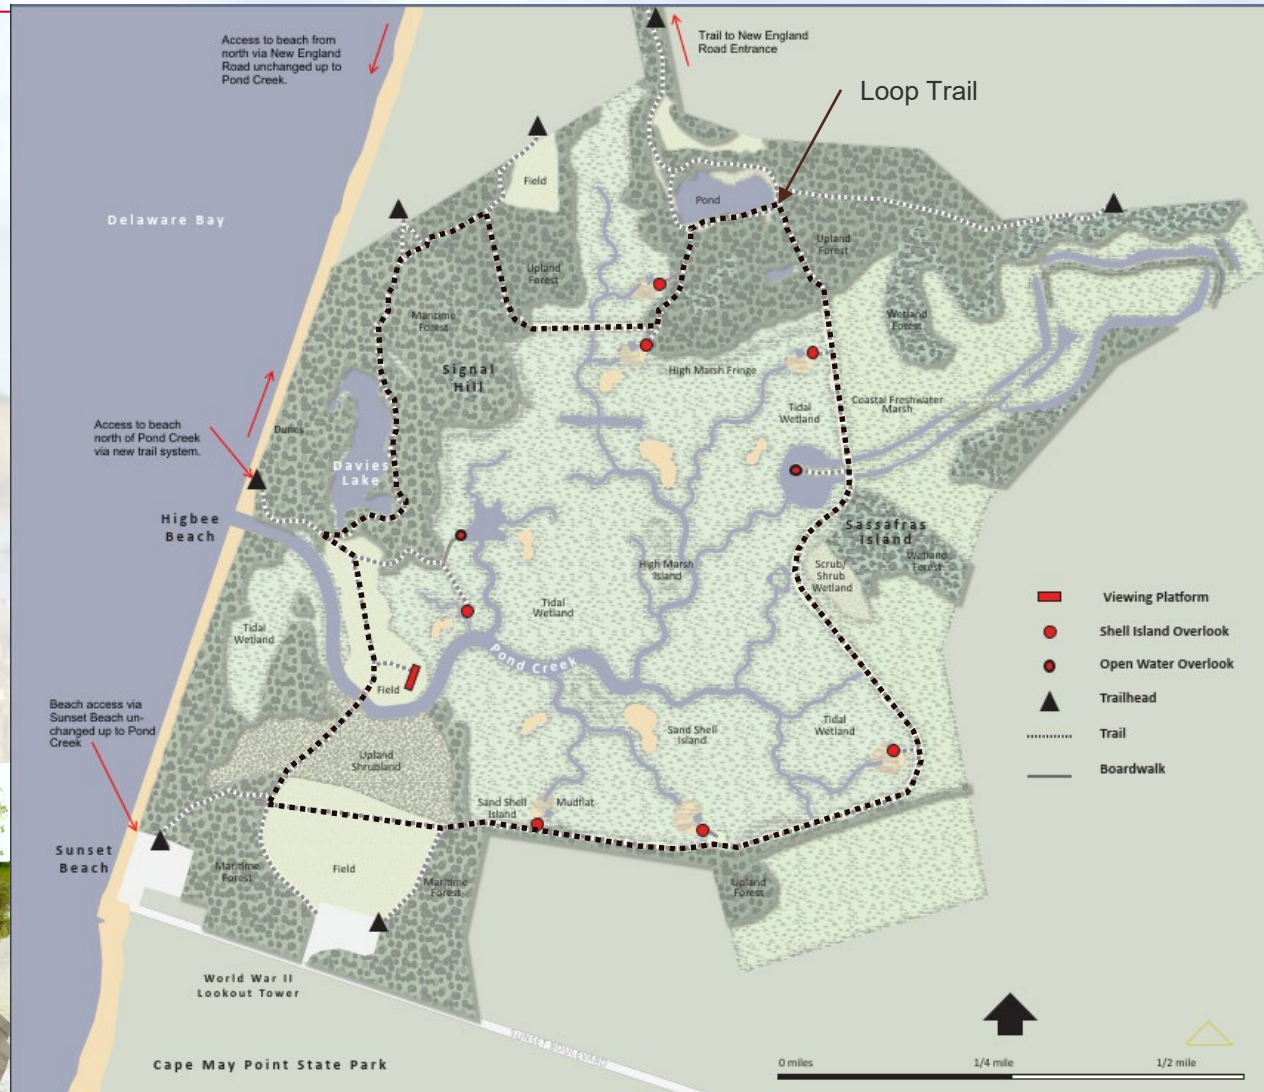 Access to beach from
north via New England
Road unchanged up to
Pond Creek.
Trail to New England
Road Entrance
Loop Trail
Field
Pond
Delaware Bay
Upland
Forest
Upland
Forest
Maritime
Forest
Wetland
Forest
Signal
Hill
High Marsh Fringe
Coastal Freshwater
Marsh
Tidal
Wetland
Dunes
Access to beach
north of Pond Creek
via new trail system.
Davies
Lake
Higbee
Beach
Sassafras
Island
Wetland
Forest
High Marsh
Island
Scrub/
Shrub
Wetland
Tidal
Wetland
Tidal
Wetland
Pond Creek
Field
Viewing Platform
Shell Island Overlook
Open Water Overlook
Trailhead
Trail
Boardwalk
Beach access via
Sunset Beach un-
changed up to Pond
Creek
Upland
Shrubland
Sand Shell
Island
Tidal
Wetland
Sand Shell
Island
Mudflat
Sunset
Beach
Maritime
Forest
Field
Maritime
Forest
Upland
Forest
World War II
Lookout Tower
SUNSET BOULEVARD
Cape May Point State Park
0 miles
1/4 mile
1/2 mile